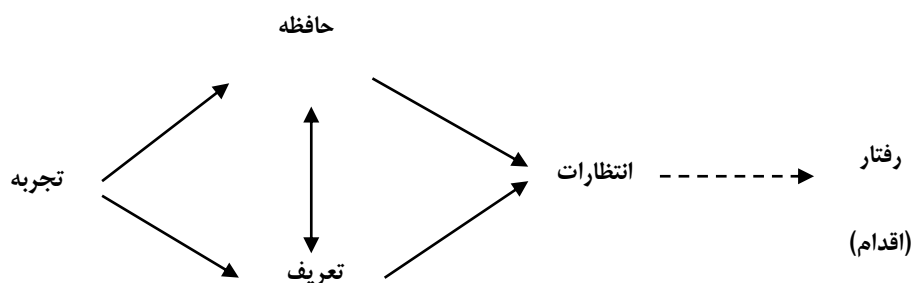 حافظه
رفتار
انتظارات
تجربه
(اقدام)
تعریف